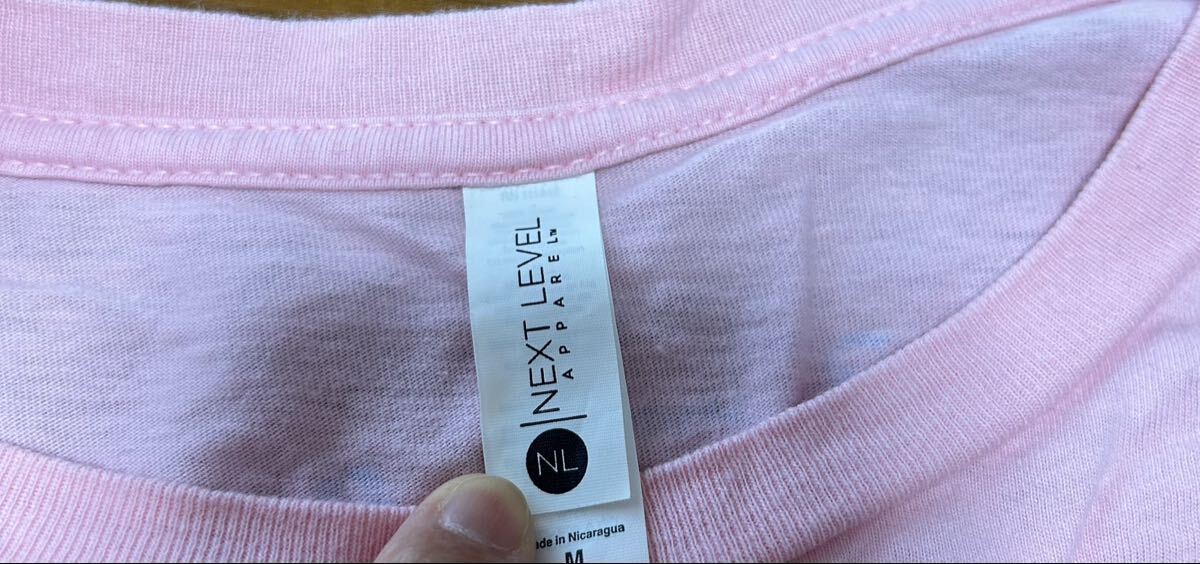 NEXT LEVEL
APPAREL™
NL
ade in Nicaragua
M